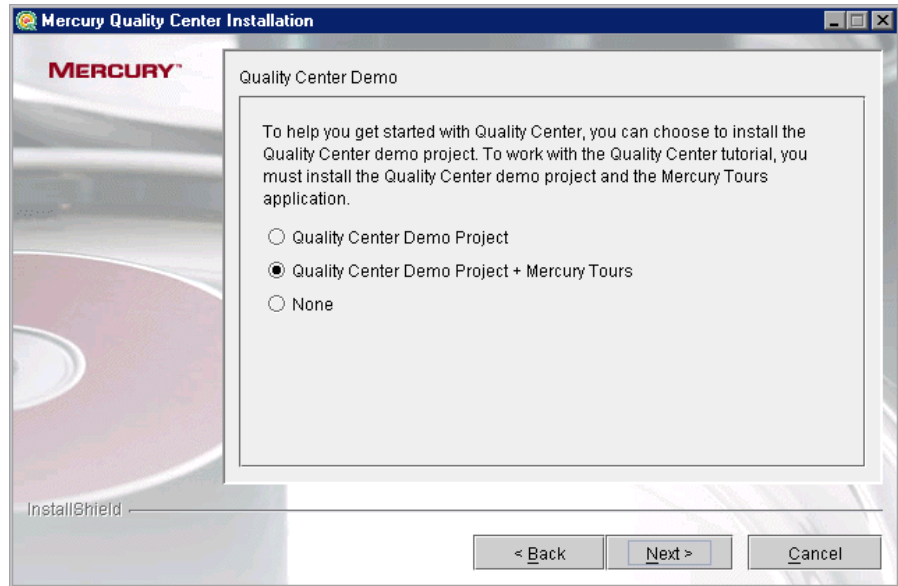 Mercury Quality Center Installation
MERCURY™
Quality Center Demo
To help you get started with Quality Center, you can choose to install the
Quality Center demo project. To work with the Quality Center tutorial, you
must install the Quality Center demo project and the Mercury Tours
application.
Quality Center Demo Project
Quality Center Demo Project + Mercury Tours
None
InstallShield
< Back
Next >
Cancel